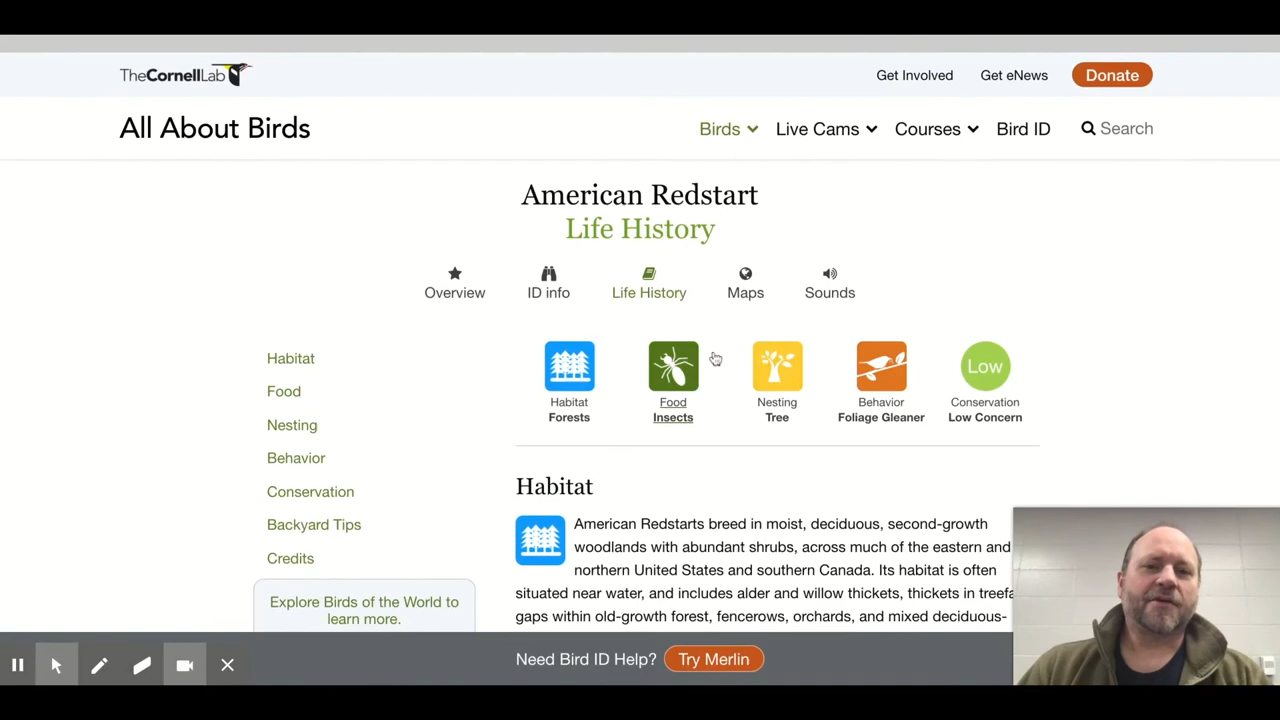 TheCornellLab
Get Involved
Get eNews
Donate
All About Birds
Birds
Live Cams
Courses
Bird ID
Search
American Redstart
Life History
Overview
ID info
Life History
Maps
Sounds
Habitat
Food
Nesting
Behavior
Conservation
Backyard Tips
Credits
Explore Birds of the World to
learn more.
Habitat
Forests
Food
Insects
Nesting
Tree
Behavior
Foliage Gleaner
Low
Conservation
Low Concern
Habitat
American Redstarts breed in moist, deciduous, second-growth
woodlands with abundant shrubs, across much of the eastern and
northern United States and southern Canada. Its habitat is often
situated near water, and includes alder and willow thickets, thickets in treefa
gaps within old-growth forest, fencerows, orchards, and mixed deciduous-
Need Bird ID Help?
Try Merlin